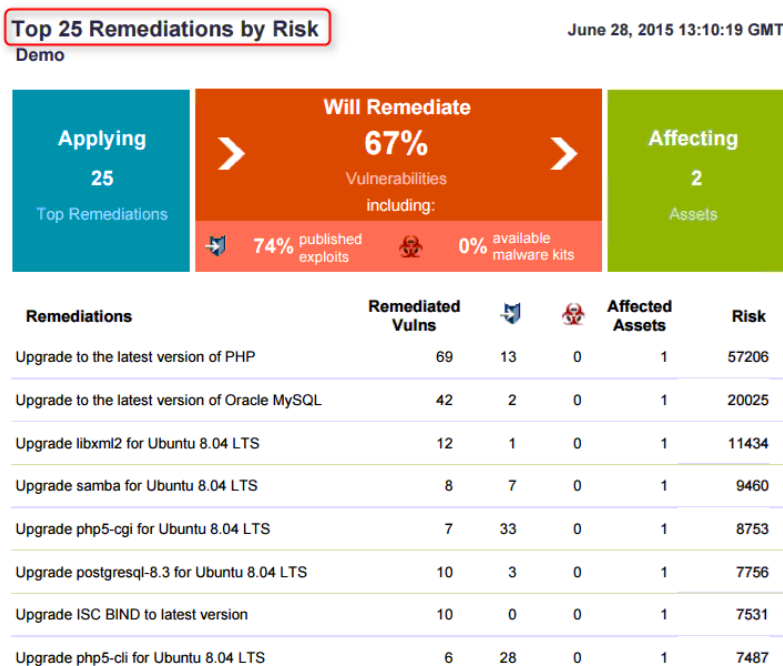 Top 25 Remediations by Risk June 28, 2015 13:10:19 GMT
Demo
Applying
25
Top Remediations
Will Remediate
67%
Vulnerabilities
including:
74% published exploits
0% available malware kits
Affecting
2
Assets
Remediations Remediated Vulns Affected Assets Risk
Upgrade to the latest version of PHP 69 13 0 1 57206
Upgrade to the latest version of Oracle MySQL 42 2 0 1 20025
Upgrade libxml2 for Ubuntu 8.04 LTS 12 1 0 1 11434
Upgrade samba for Ubuntu 8.04 LTS 8 7 0 1 9460
Upgrade php5-cgi for Ubuntu 8.04 LTS 7 33 0 1 8753
Upgrade postgresql-8.3 for Ubuntu 8.04 LTS 10 3 0 1 7756
Upgrade ISC BIND to latest version 10 0 0 1 7531
Upgrade php5-cli for Ubuntu 8.04 LTS 6 28 0 1 7487